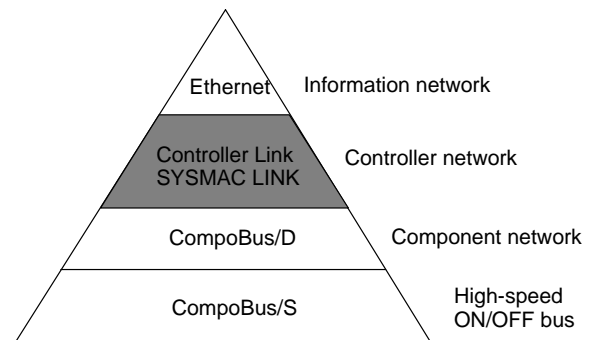 Ethernet
Information network
Controller Link
SYSMAC LINK
Controller network
CompoBus/D
Component network
CompoBus/S
High-speed
ON/OFF bus